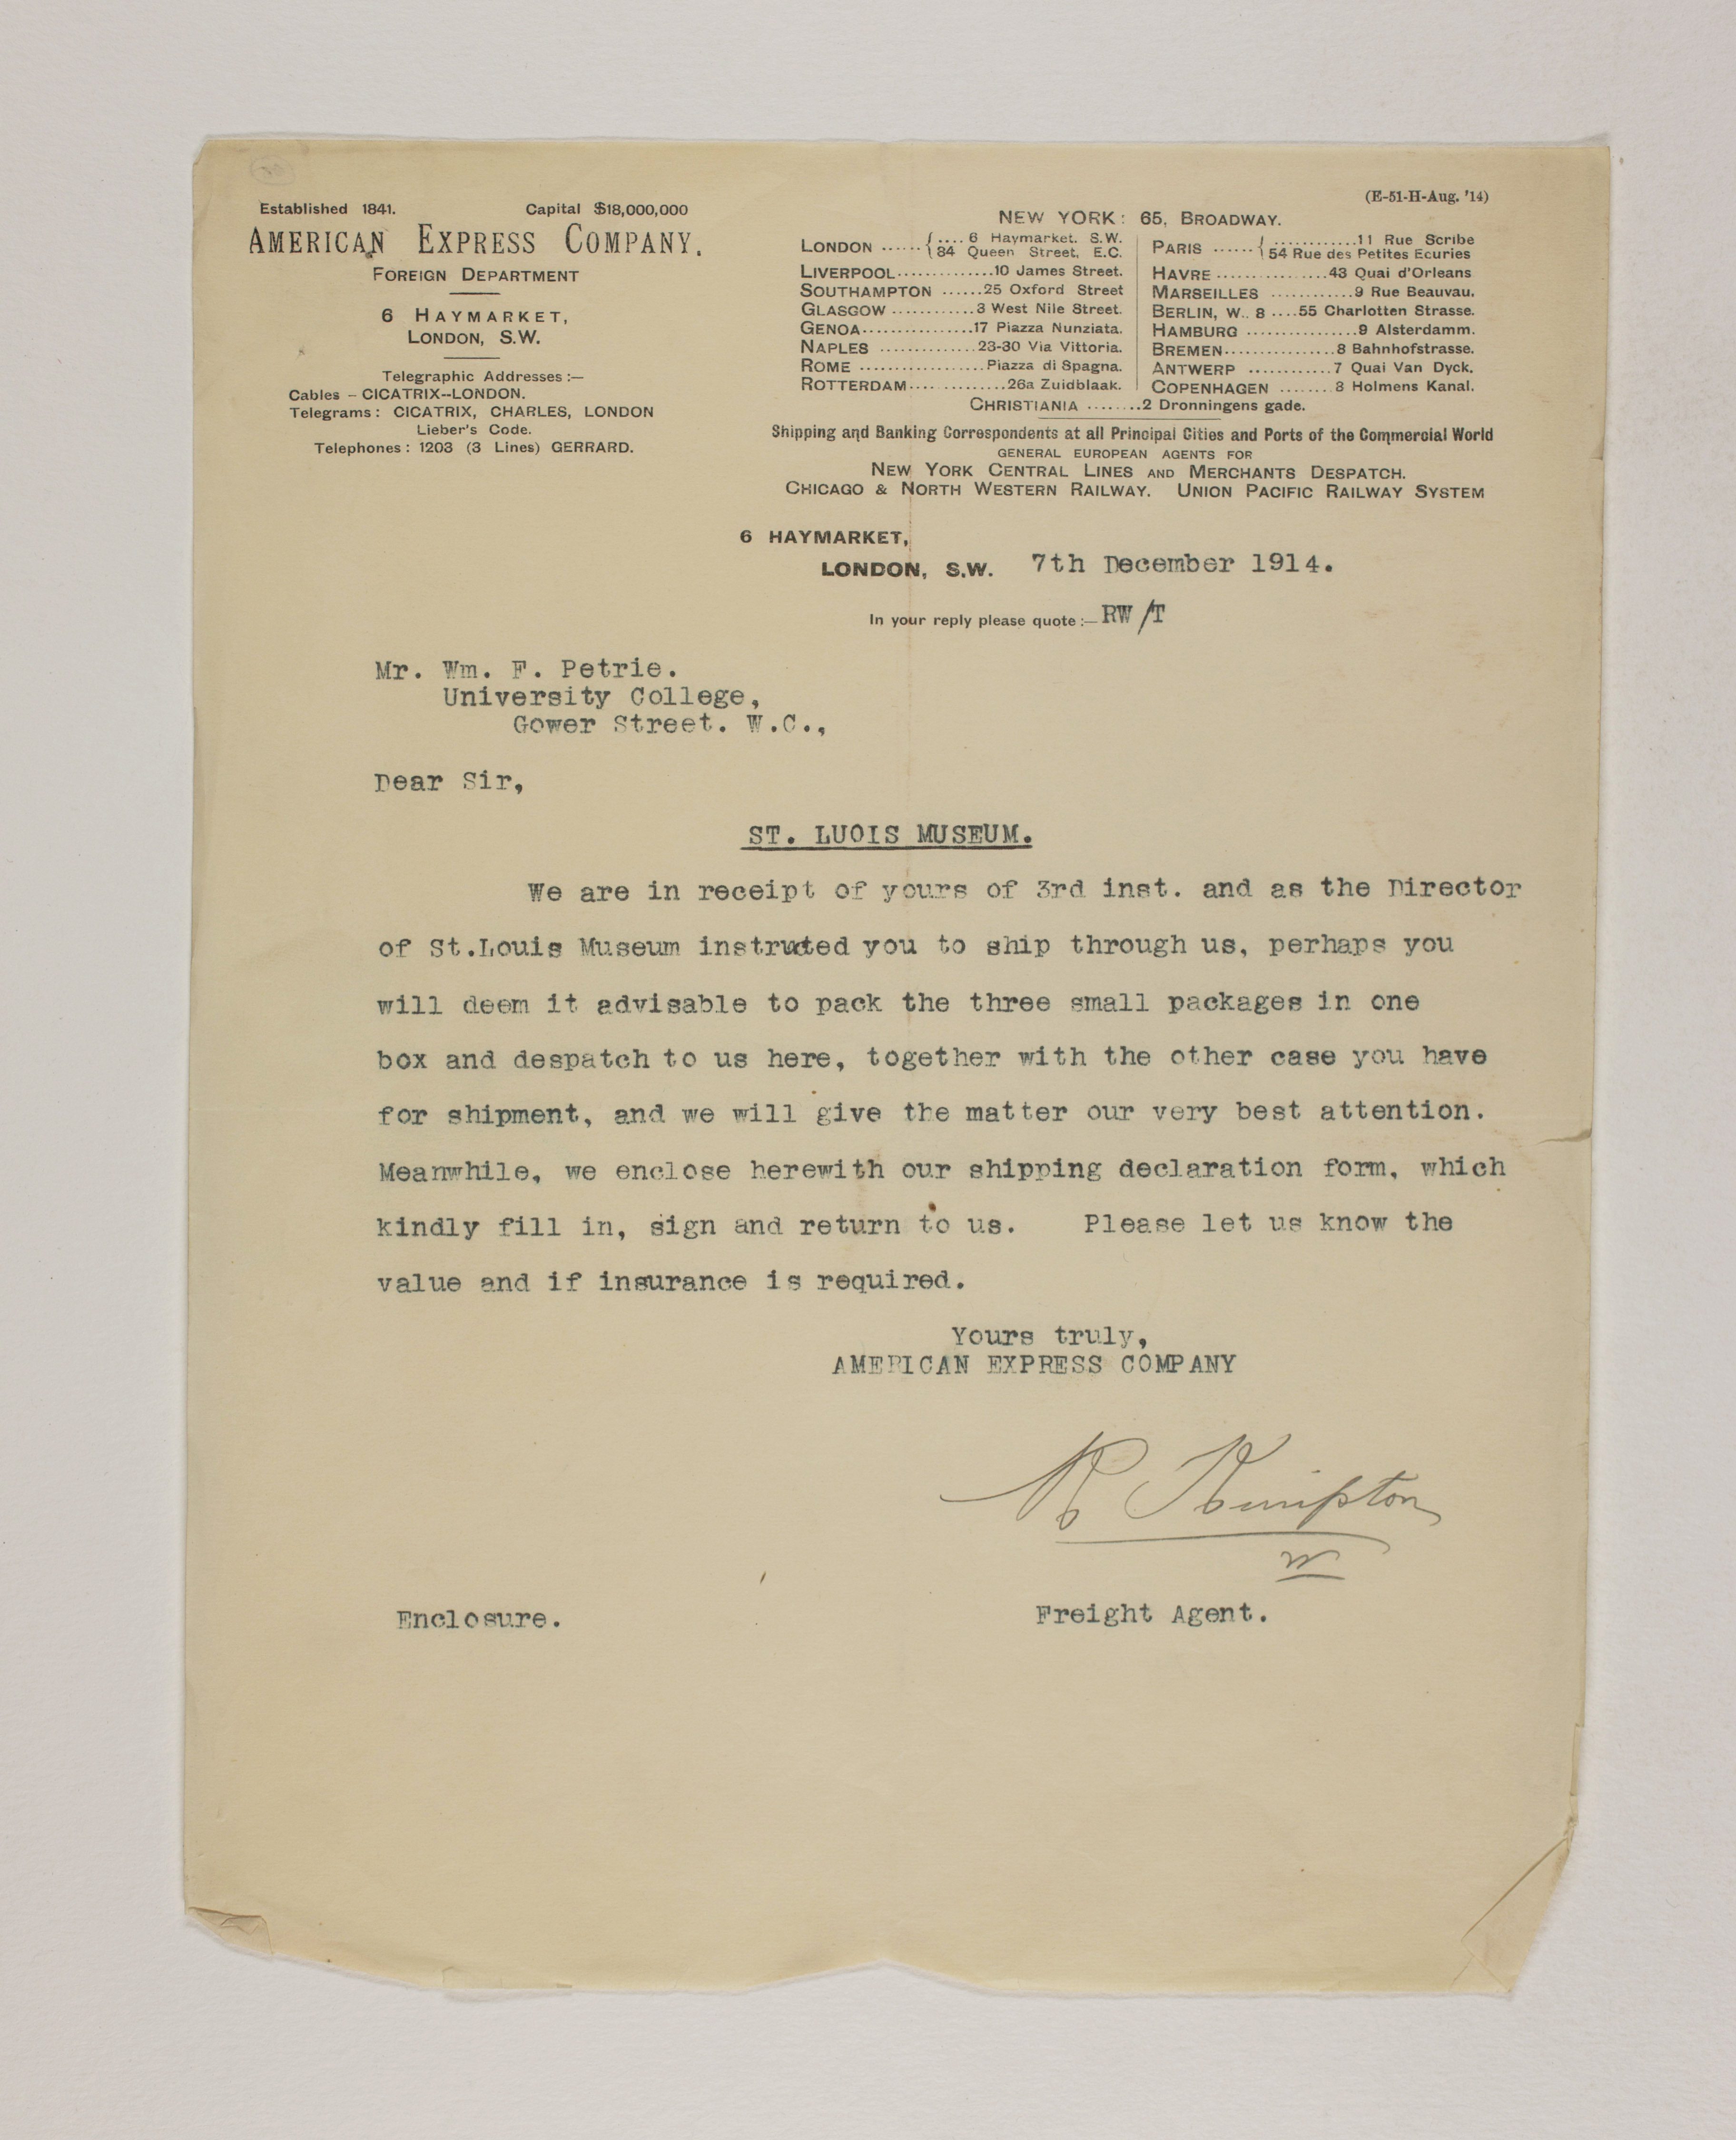 (E-51-H-Aug. '14)
Established 1841. Capital $18,000,000
AMERICAN EXPRESS COMPANY.
FOREIGN DEPARTMENT
6 HAYMARKET,
LONDON, S.W.
Telegraphic Addresses :—
Cables – CICATRIX--LONDON.
Telegrams : CICATRIX, CHARLES, LONDON
Lieber's Code.
Telephones : 1203 (3 Lines) GERRARD.
NEW YORK : 65, BROADWAY.
LONDON ...... { .... 6 Haymarket. S.W.
84 Queen Street, E.C.
LIVERPOOL..............10 James Street.
SOUTHAMPTON ......25 Oxford Street
GLASGOW ............3 West Nile Street.
GENOA................17 Piazza Nunziata.
NAPLES ..............23-30 Via Vittoria.
ROME ..................Piazza di Spagna.
ROTTERDAM..............26a Zuidblaak.
PARIS ...... { ............11 Rue Scribe
54 Rue des Petites Ecuries
HAVRE ................43 Quai d'Orleans
MARSEILLES ............9 Rue Beauvau.
BERLIN, W.. 8 ....55 Charlotten Strasse.
HAMBURG ................9 Alsterdamm.
BREMEN................8 Bahnhofstrasse.
ANTWERP ............7 Quai Van Dyck.
COPENHAGEN ........8 Holmens Kanal.
CHRISTIANIA ........2 Dronningens gade.
Shipping and Banking Correspondents at all Principal Cities and Ports of the Commercial World
GENERAL EUROPEAN AGENTS FOR
NEW YORK CENTRAL LINES AND MERCHANTS DESPATCH.
CHICAGO & NORTH WESTERN RAILWAY. UNION PACIFIC RAILWAY SYSTEM
6 HAYMARKET,
LONDON, S.W. 7th December 1914.
In your reply please quote :— RW/T
Mr. Wm. F. Petrie.
University College,
Gower Street. W.C.,
Dear Sir,
ST. LUOIS MUSEUM.
We are in receipt of yours of 3rd inst. and as the Director
of St.Louis Museum instructed you to ship through us, perhaps you
will deem it advisable to pack the three small packages in one
box and despatch to us here, together with the other case you have
for shipment, and we will give the matter our very best attention.
Meanwhile, we enclose herewith our shipping declaration form, which
kindly fill in, sign and return to us. Please let us know the
value and if insurance is required.
Yours truly,
AMERICAN EXPRESS COMPANY
R Kimpton
W
Freight Agent.
Enclosure.